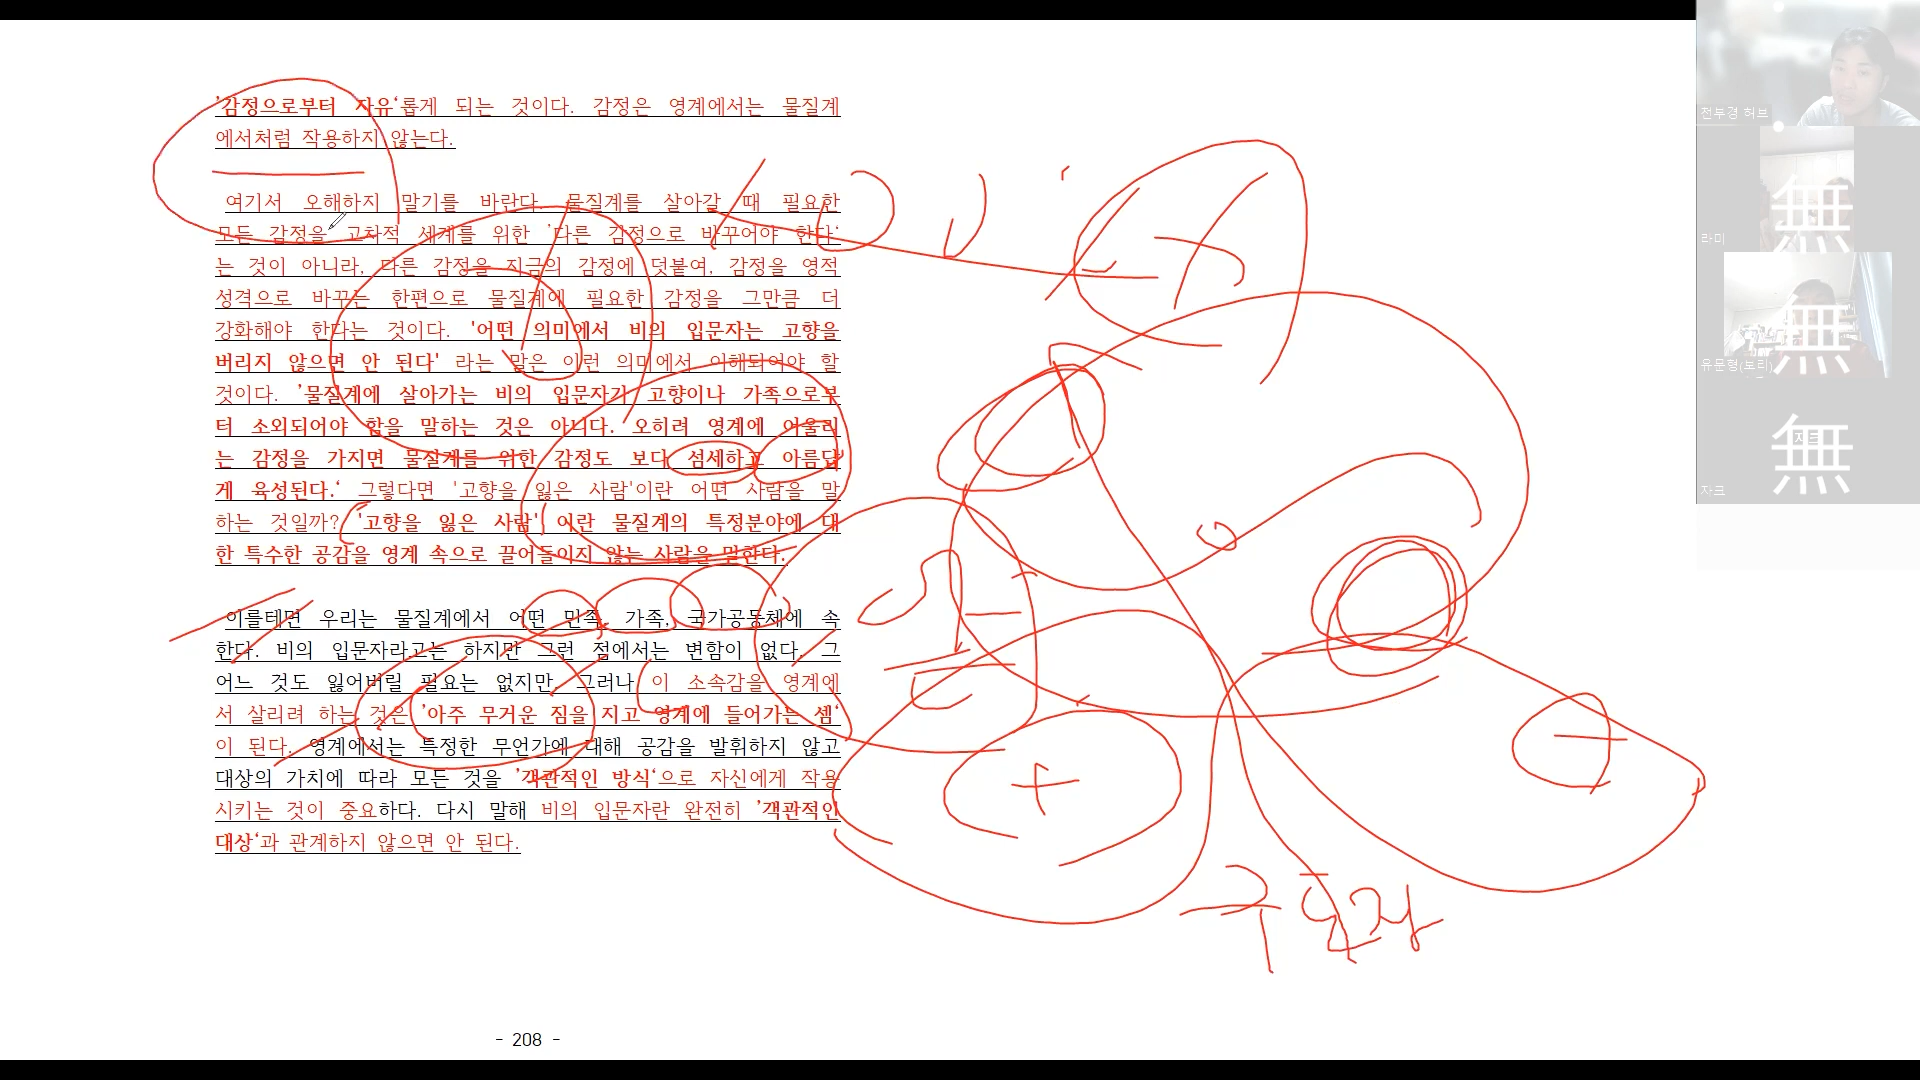 '감정으로부터 자유‘롭게 되는 것이다. 감정은 영계에서는 물질계
에서처럼 작용하지 않는다.
여기서 오해하지 말기를 바란다. 물질계를 살아갈 때 필요한
모든 감정을 고차적 세계를 위한 '다른 감정으로 바꾸어야 한다‘
는 것이 아니라, 다른 감정을 지금의 감정에 덧붙여, 감정을 영적
성격으로 바꾸는 한편으로 물질계에 필요한 감정을 그만큼 더
강화해야 한다는 것이다. '어떤 의미에서 비의 입문자는 고향을
버리지 않으면 안 된다' 라는 말은 이런 의미에서 이해되어야 할
것이다. '물질계에 살아가는 비의 입문자가 고향이나 가족으로부
터 소외되어야 함을 말하는 것은 아니다. 오히려 영계에 어울리
는 감정을 가지면 물질계를 위한 감정도 보다 섬세하고 아름답
게 육성된다.‘ 그렇다면 '고향을 잃은 사람'이란 어떤 사람을 말
하는 것일까? '고향을 잃은 사람' 이란 물질계의 특정분야에 대
한 특수한 공감을 영계 속으로 끌어들이지 않는 사람을 말한다.
이를테면 우리는 물질계에서 어떤 민족, 가족, 국가공동체에 속
한다. 비의 입문자라고는 하지만 그런 점에서는 변함이 없다. 그
어느 것도 잃어버릴 필요는 없지만, 그러나 이 소속감을 영계에
서 살리려 하는 것은 '아주 무거운 짐을 지고 영계에 들어가는 셈‘
이 된다. 영계에서는 특정한 무언가에 대해 공감을 발휘하지 않고
대상의 가치에 따라 모든 것을 '객관적인 방식‘으로 자신에게 작용
시키는 것이 중요하다. 다시 말해 비의 입문자란 완전히 '객관적인
대상‘과 관계하지 않으면 안 된다.
- 208 -
전투경 허브
無
라미
無
유문형(보리)
無
자크